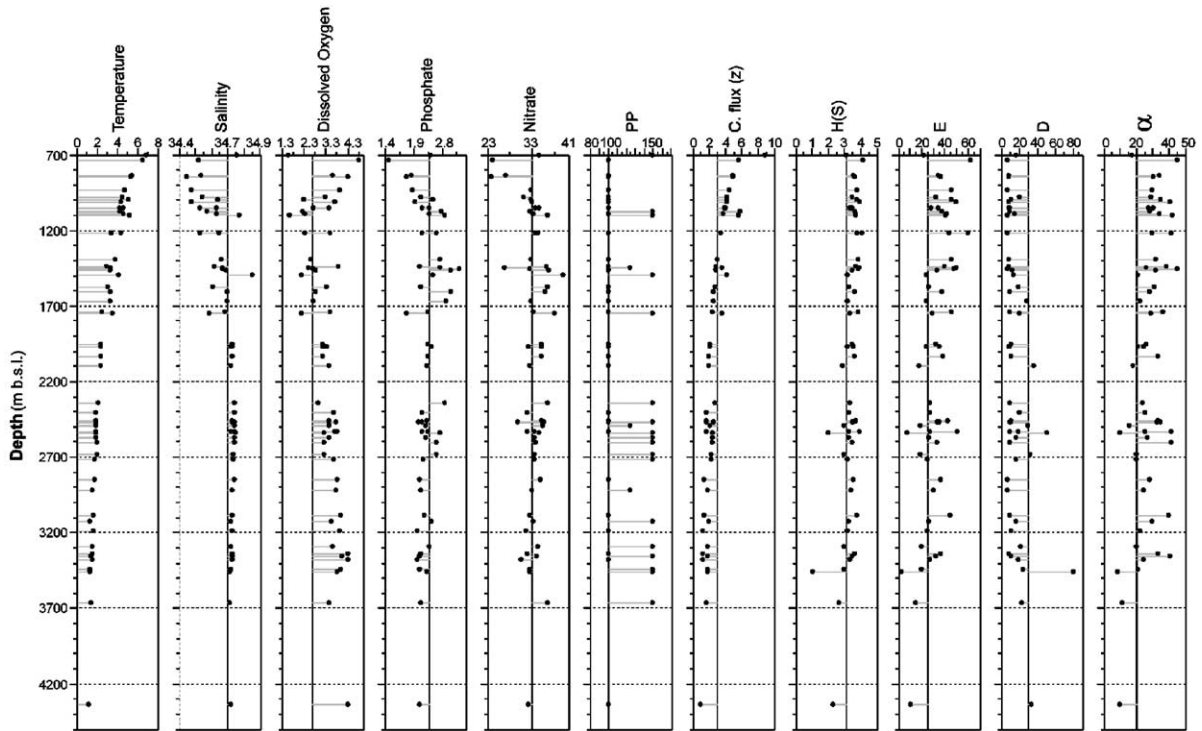 Temperature
Salinity
Dissolved Oxygen
Phosphate
Nitrate
PP
C. flux (z)
H(S)
E
D
α
0 2 4 6 8
34.4 34.7 34.9
1.3 2.3 3.3 4.3
1.4 1.9 2.8
23 33 41
80 100 150
0 2 4 6 8 10
0 1 2 3 4 5
0 20 40 60
0 20 40 60 80
0 20 30 40 50
Depth (m b.s.l.)
700
1200
1700
2200
2700
3200
3700
4200